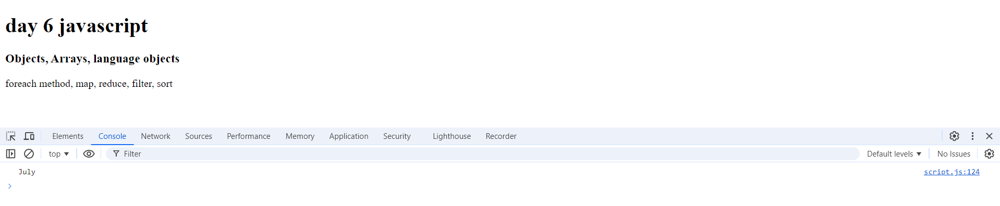 day 6 javascript
Objects, Arrays, language objects
foreach method, map, reduce, filter, sort
Elements Console Network Sources Performance Memory Application Security Lighthouse Recorder
top Filter Default levels No Issues
July script.js:124